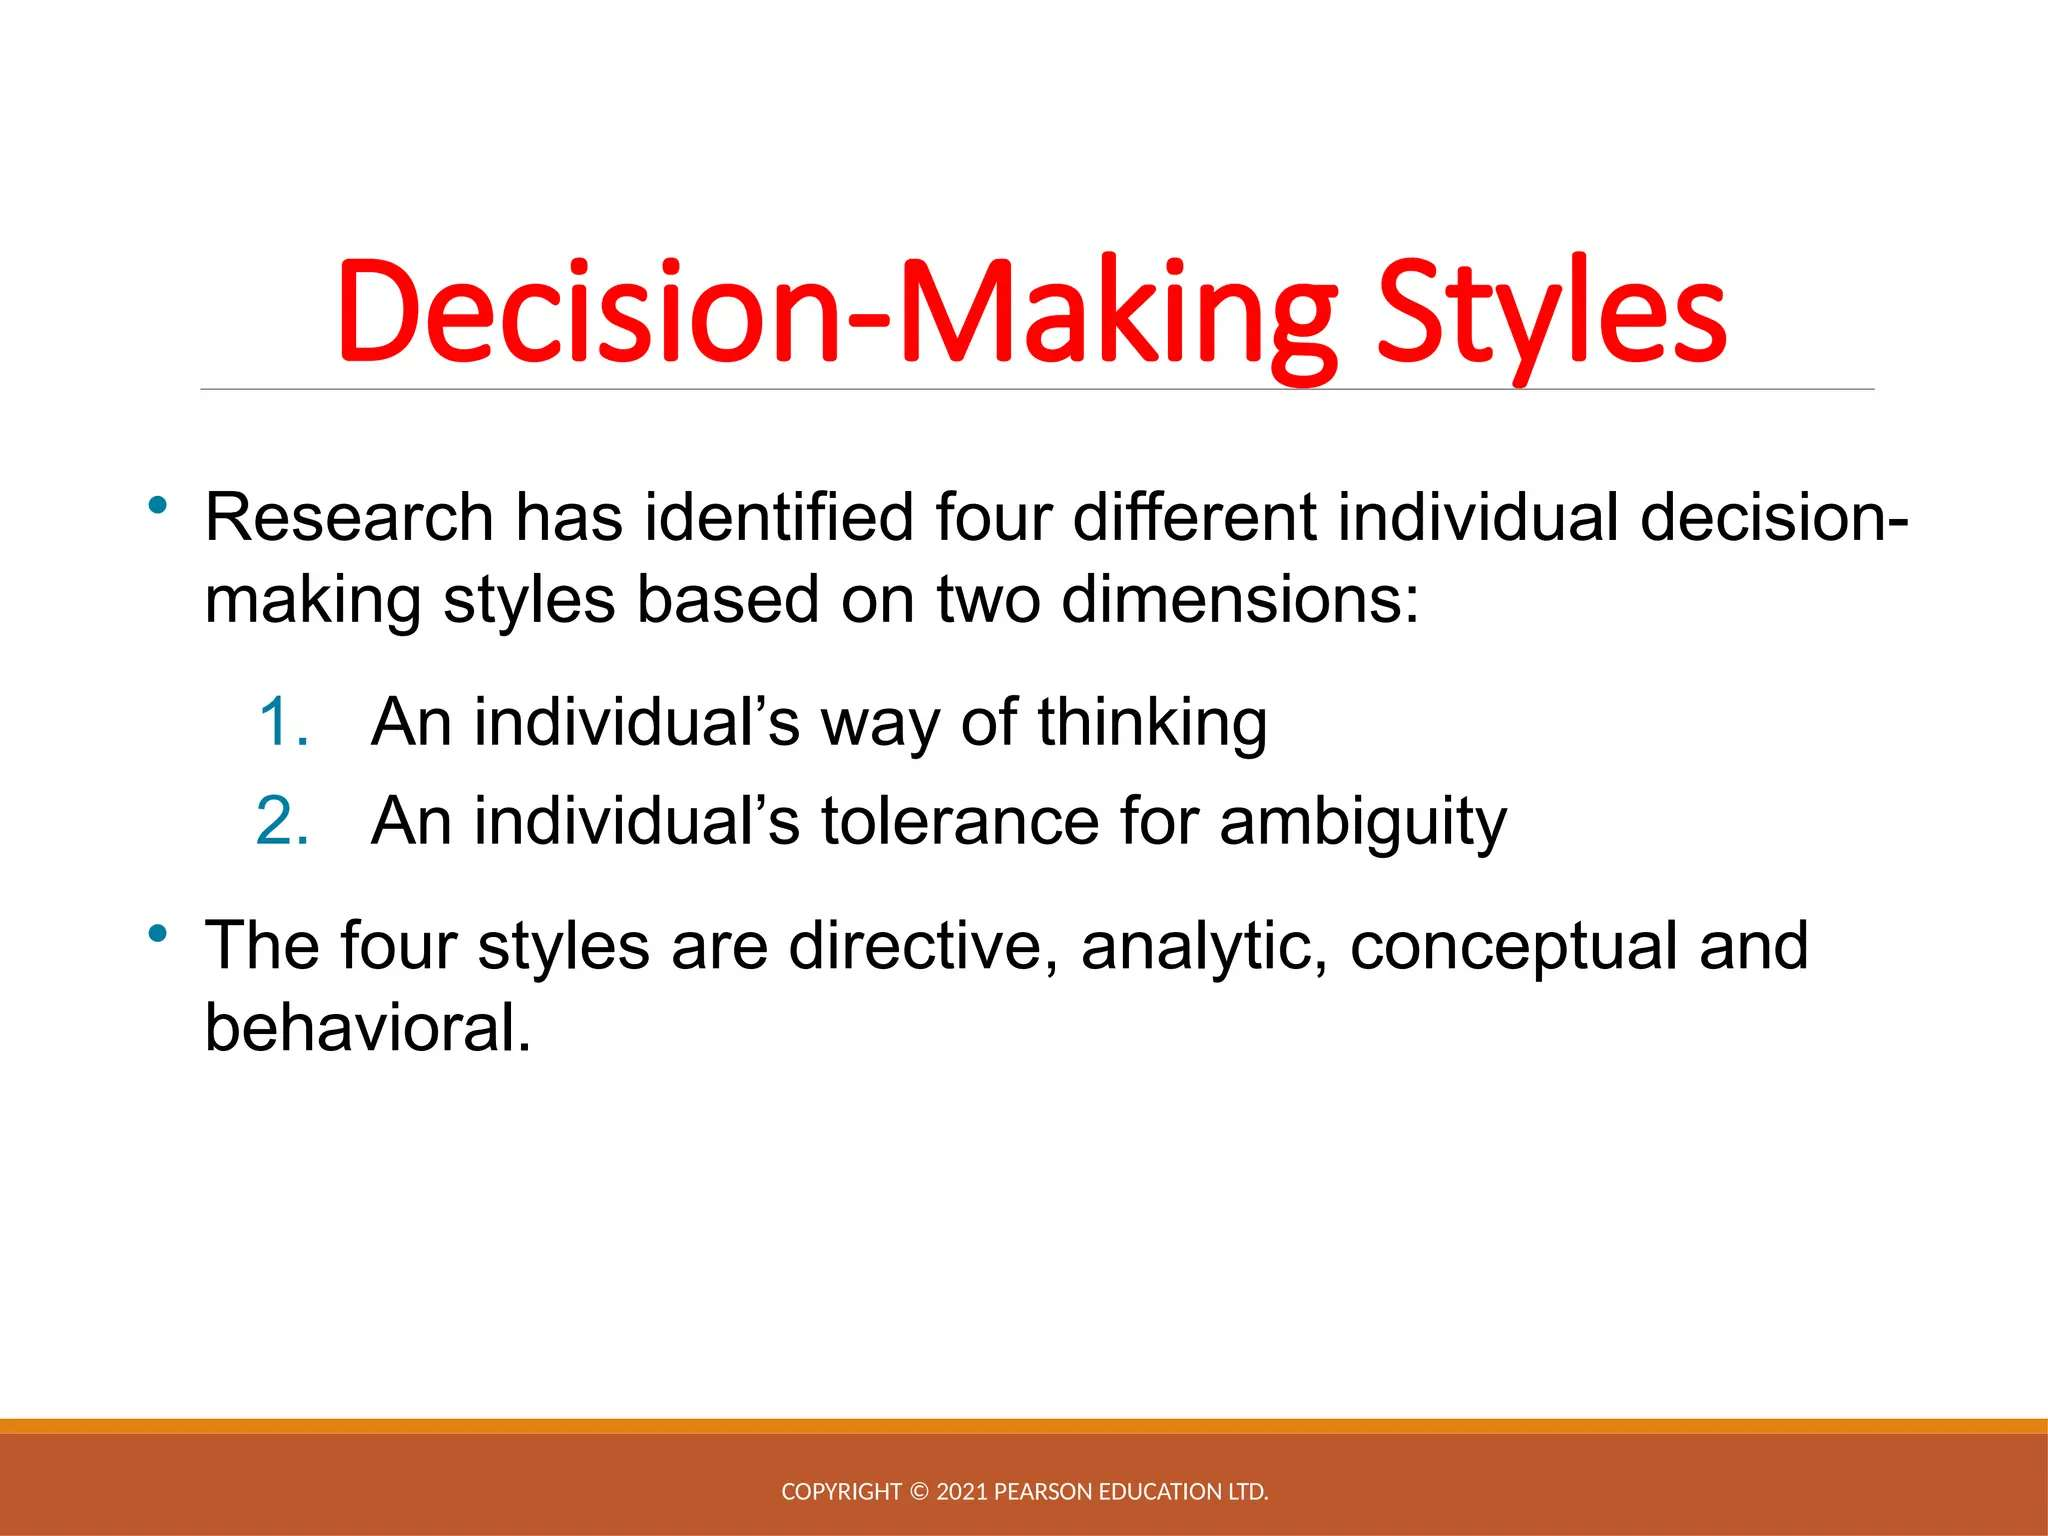 Decision-Making Styles
• Research has identified four different individual decision-
making styles based on two dimensions:
1. An individual’s way of thinking
2. An individual’s tolerance for ambiguity
• The four styles are directive, analytic, conceptual and
behavioral.
COPYRIGHT © 2021 PEARSON EDUCATION LTD.